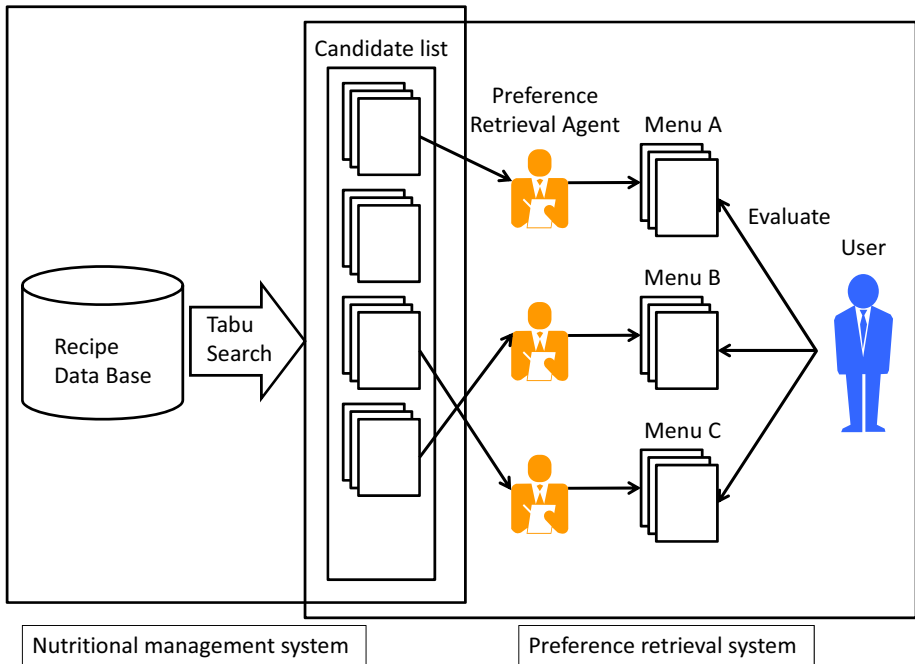 Candidate list
Preference
Retrieval Agent
Menu A
Evaluate
User
Menu B
Recipe
Data Base
Tabu
Search
Menu C
Nutritional management system
Preference retrieval system